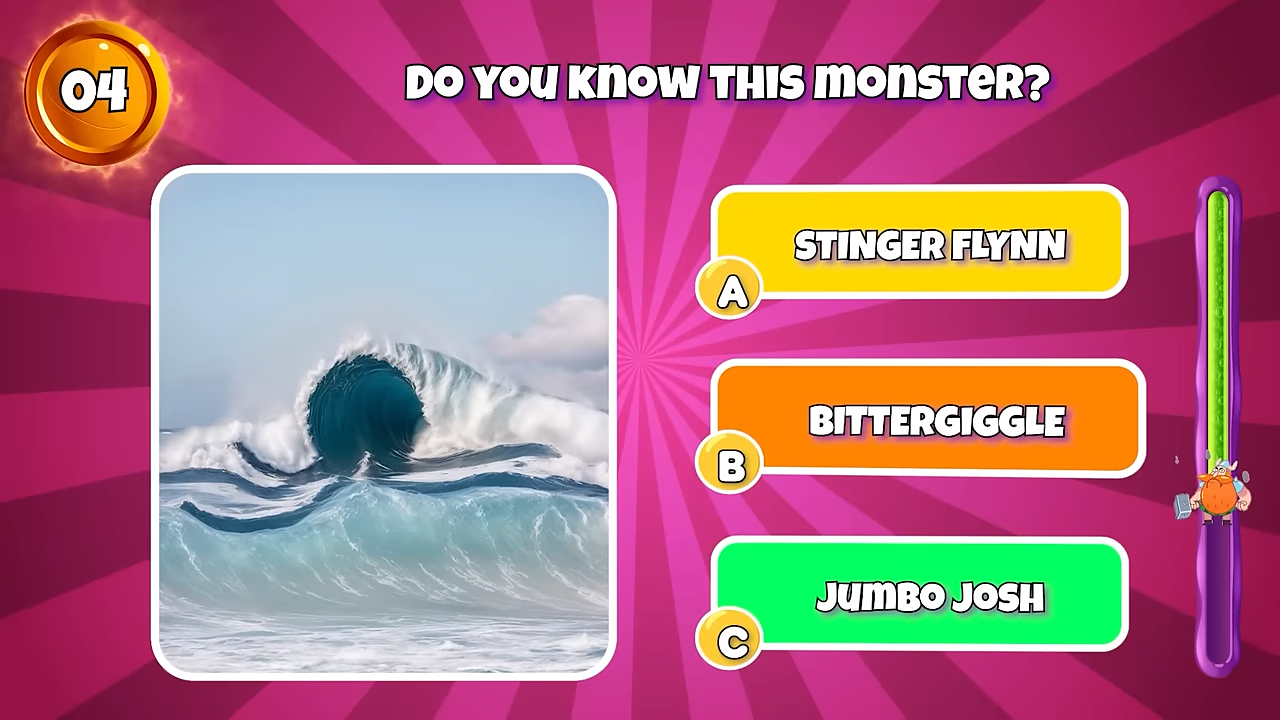 04
DO YOU KNOW THIS MONSTER?
STINGER FLYNN
A
BITTERGIGGLE
B
JUMBO JOSH
C